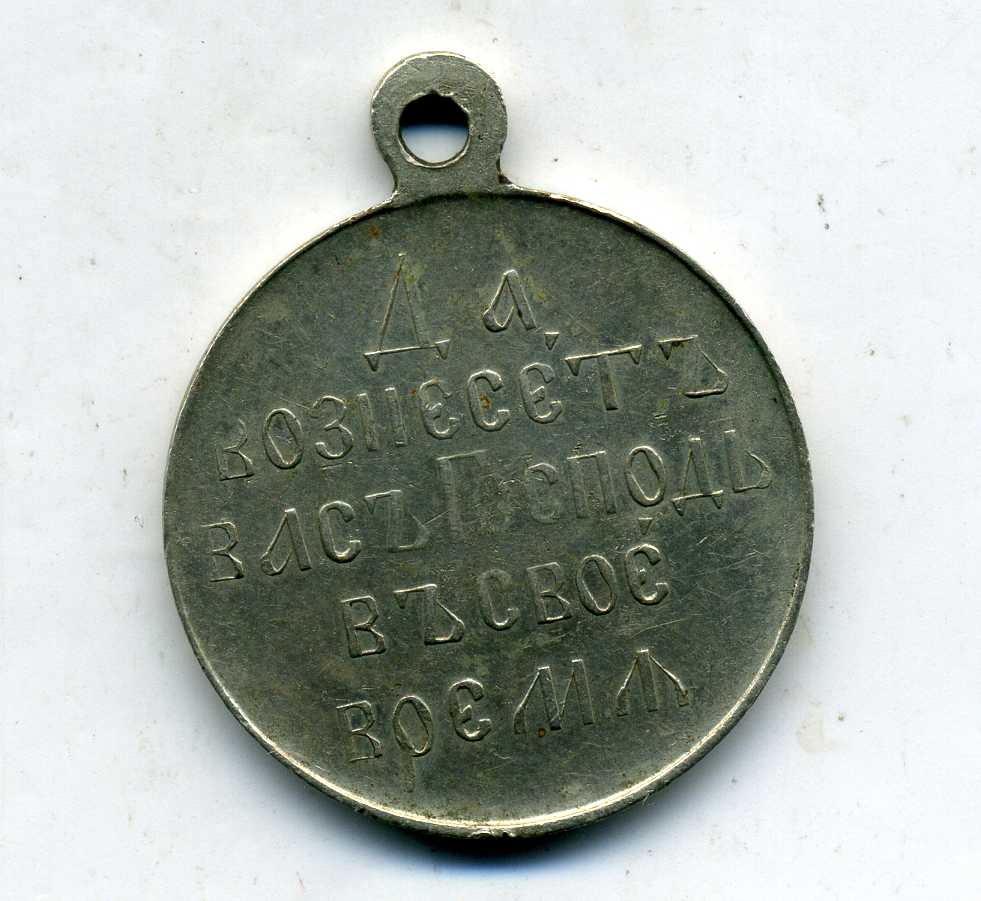 ДА
ВОЗНЕСЕТЪ
ВАСЪ ГОСПОДЬ
ВЪ СВОЕ
ВРЕМЯ